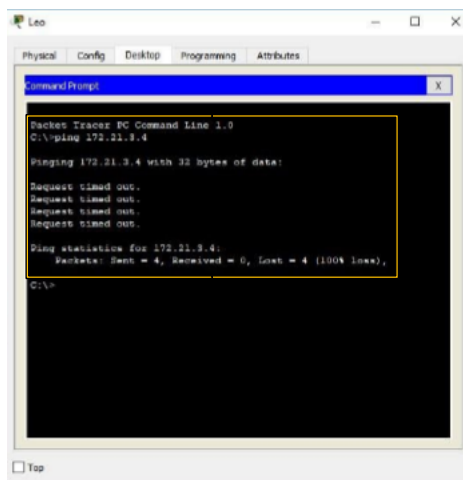 Leo
Physical Config Desktop Programming Attributes
Command Prompt X
Packet Tracer PC Command Line 1.0
C:\>ping 172.21.3.4
Pinging 172.21.3.4 with 32 bytes of data:
Request timed out.
Request timed out.
Request timed out.
Request timed out.
Ping statistics for 172.21.3.4:
Packets: Sent = 4, Received = 0, Lost = 4 (100% loss),
C:\>
Top